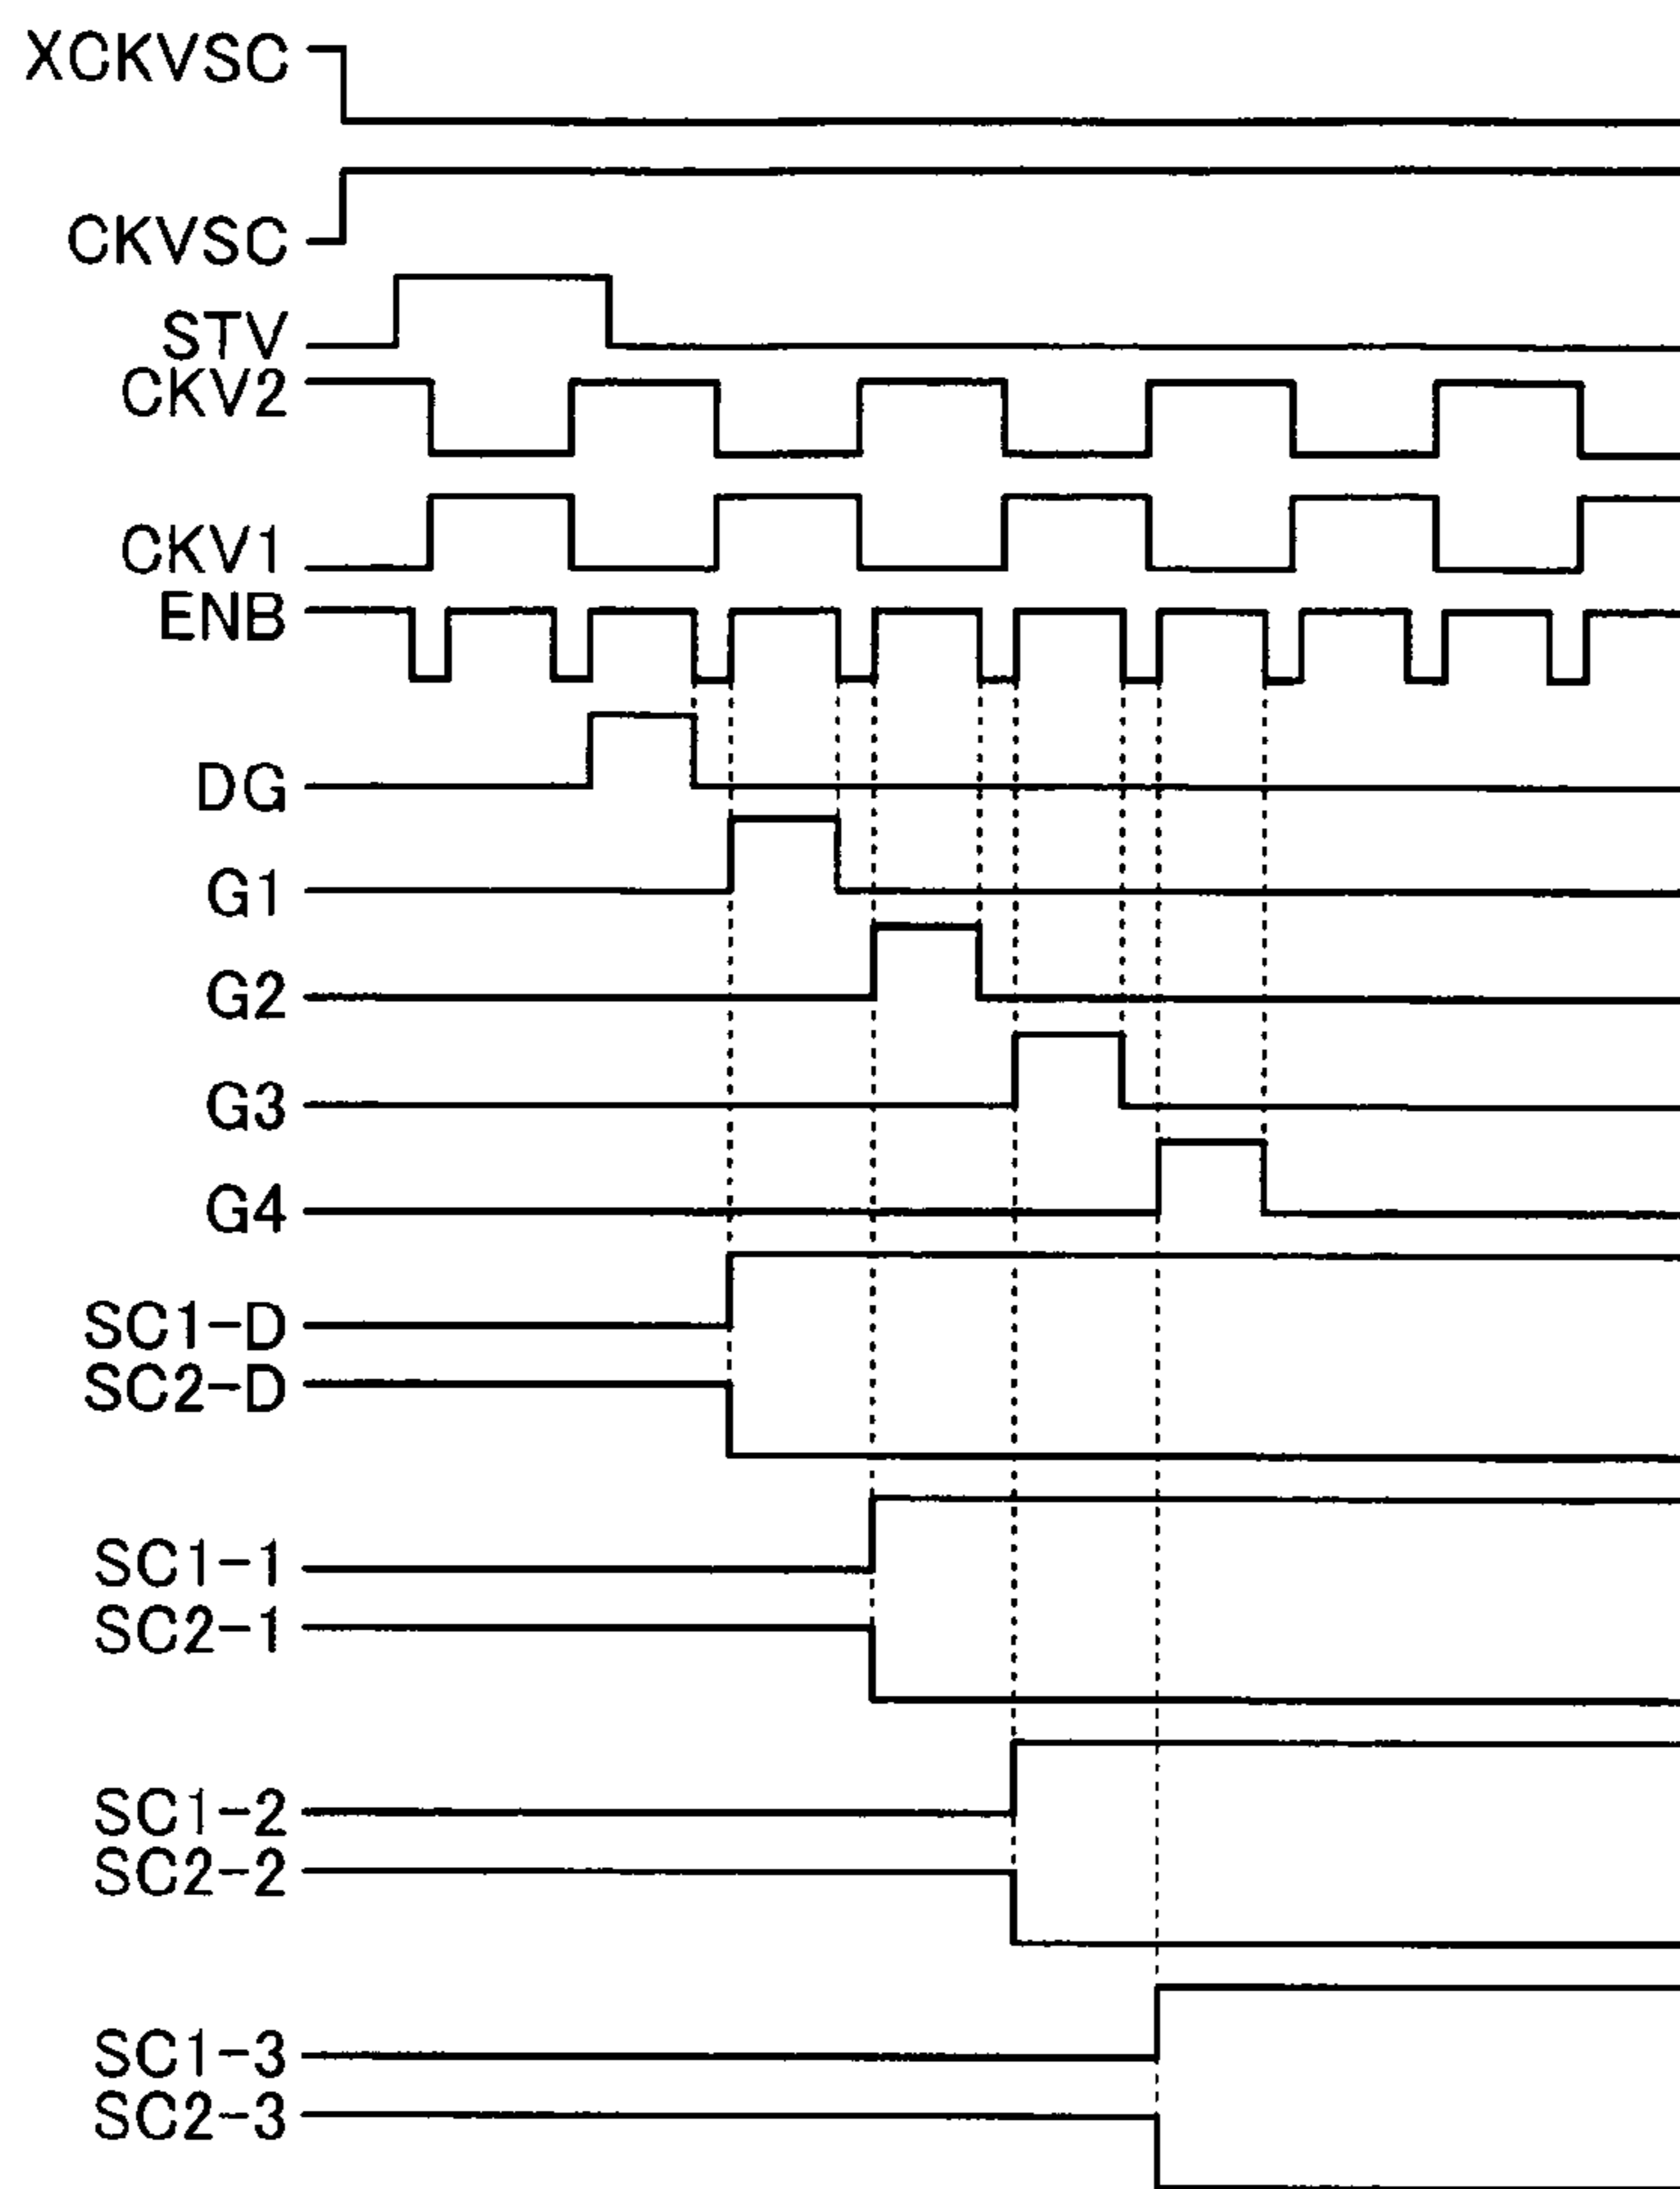 XCKVSC
CKVSC
STV
CKV2
CKV1
ENB
DG
G1
G2
G3
G4
SC1-D
SC2-D
SC1-1
SC2-1
SC1-2
SC2-2
SC1-3
SC2-3